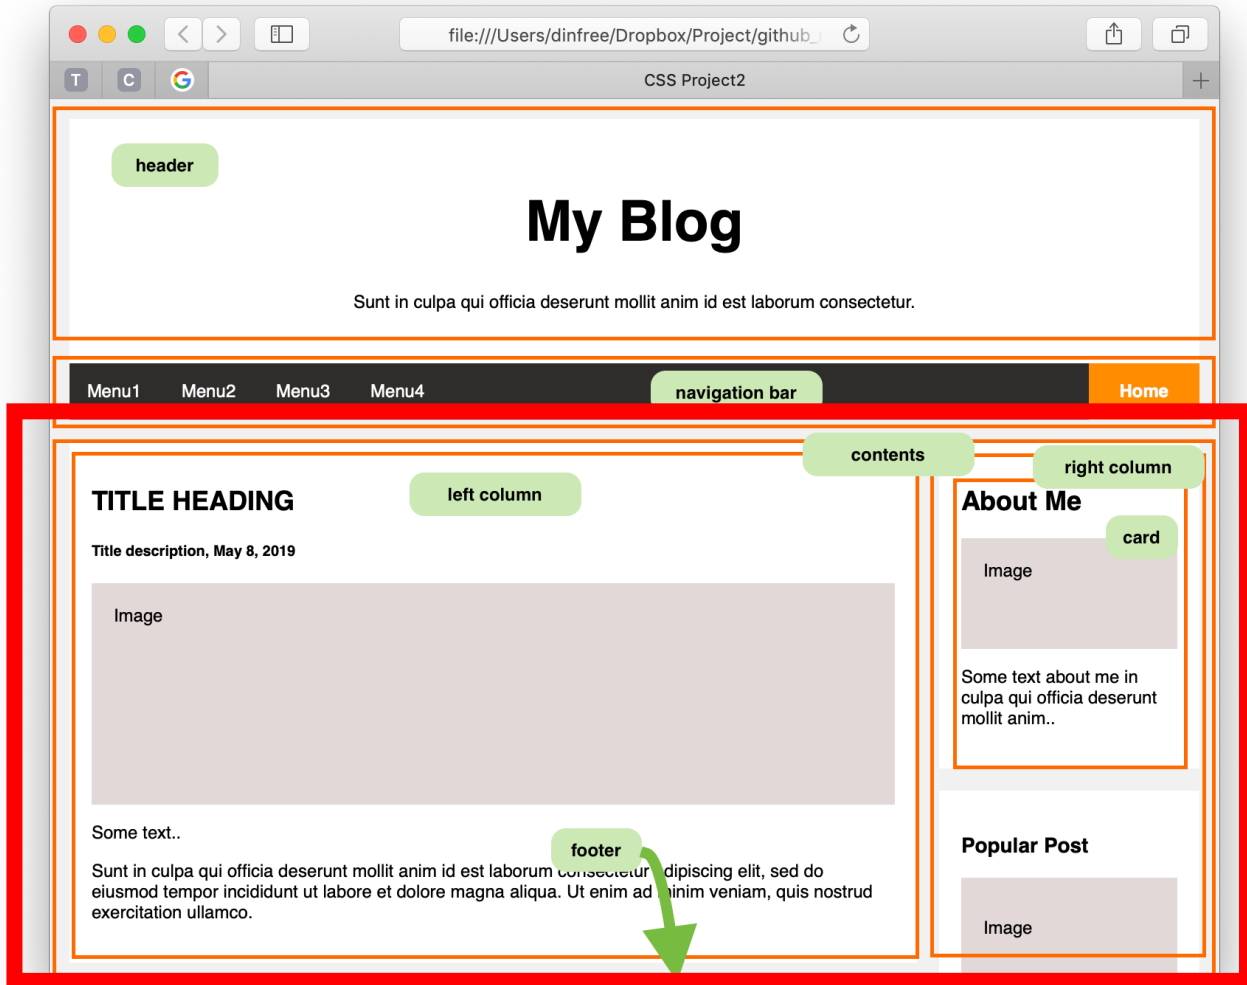 file:///Users/dinfree/Dropbox/Project/github_
T
C
G
CSS Project2
header
My Blog
Sunt in culpa qui officia deserunt mollit anim id est laborum consectetur.
Menu1 Menu2 Menu3 Menu4
navigation bar
Home
contents
right column
left column
TITLE HEADING
Title description, May 8, 2019
Image
Some text..
footer
Sunt in culpa qui officia deserunt mollit anim id est laborum consectetur adipiscing elit, sed do
eiusmod tempor incididunt ut labore et dolore magna aliqua. Ut enim ad minim veniam, quis nostrud
exercitation ullamco.
About Me
card
Image
Some text about me in
culpa qui officia deserunt
mollit anim..
Popular Post
Image